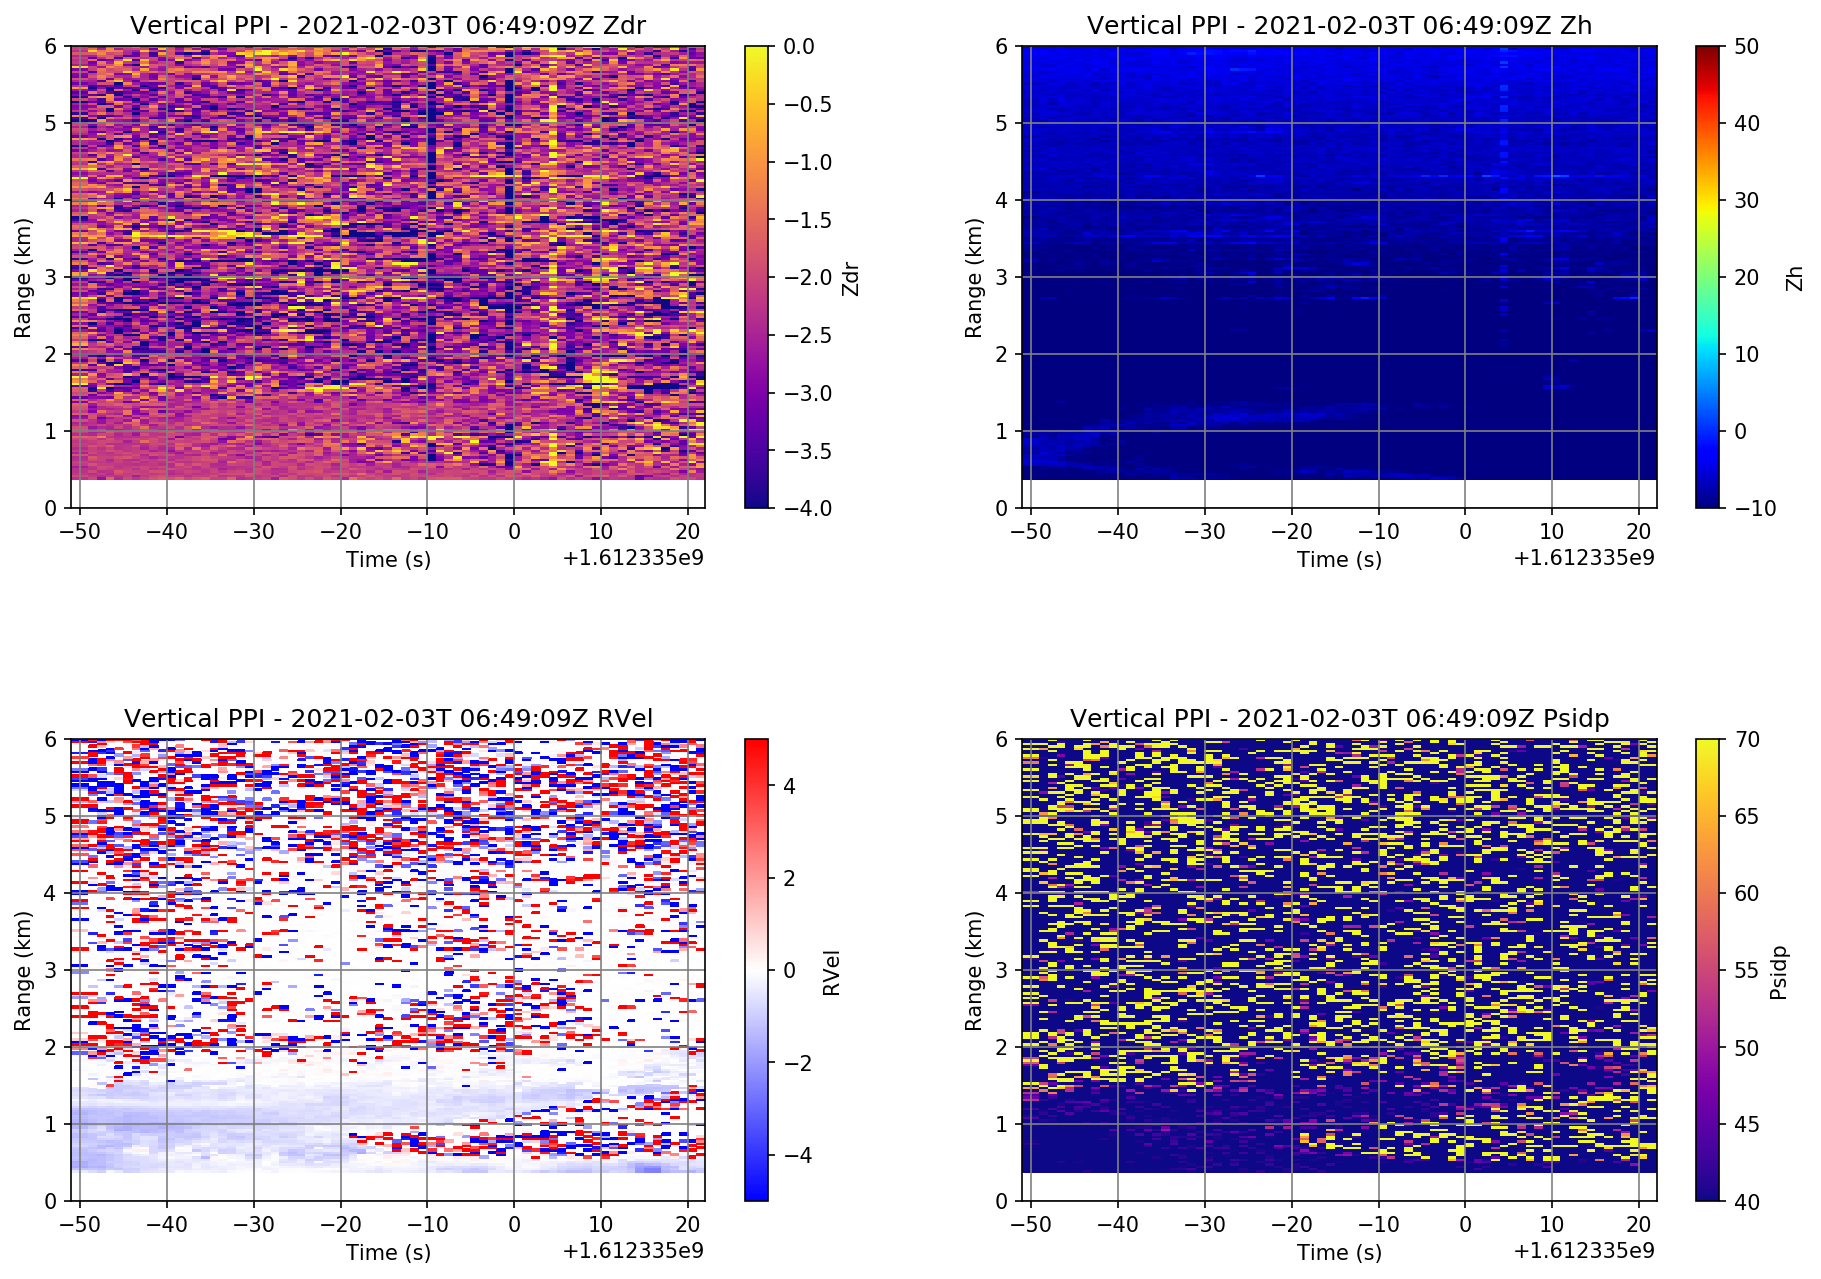 Vertical PPI - 2021-02-03T 06:49:09Z Zdr
6
5
4
3
2
1
0
Range (km)
−50 −40 −30 −20 −10 0 10 20
Time (s)
+1.612335e9
0.0
−0.5
−1.0
−1.5
−2.0
−2.5
−3.0
−3.5
−4.0
Zdr
Vertical PPI - 2021-02-03T 06:49:09Z Zh
6
5
4
3
2
1
0
Range (km)
−50 −40 −30 −20 −10 0 10 20
Time (s)
+1.612335e9
50
40
30
20
10
0
−10
Zh
Vertical PPI - 2021-02-03T 06:49:09Z RVel
6
5
4
3
2
1
0
Range (km)
−50 −40 −30 −20 −10 0 10 20
Time (s)
+1.612335e9
4
2
0
−2
−4
RVel
Vertical PPI - 2021-02-03T 06:49:09Z Psidp
6
5
4
3
2
1
0
Range (km)
−50 −40 −30 −20 −10 0 10 20
Time (s)
+1.612335e9
70
65
60
55
50
45
40
Psidp